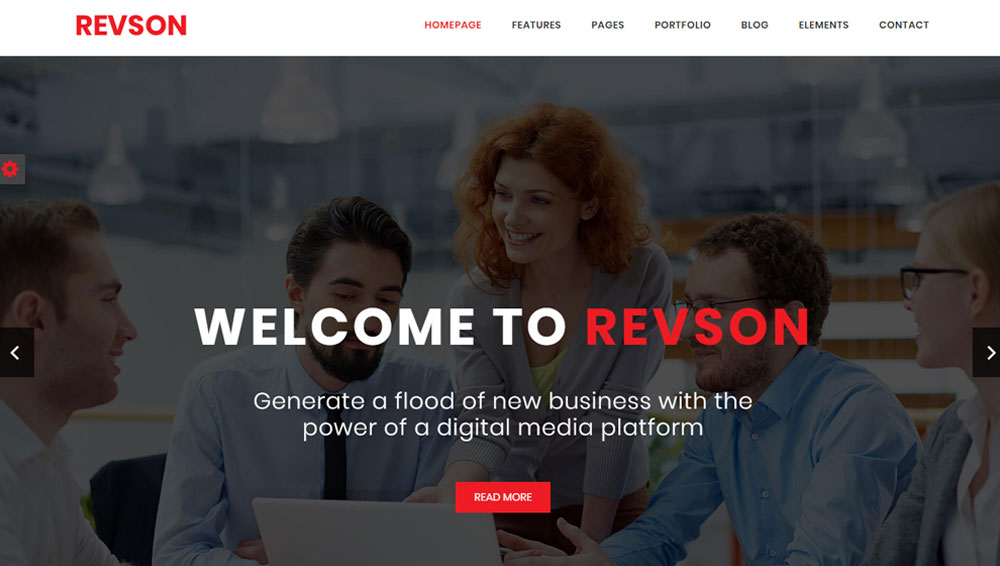 REVSON
HOMEPAGE FEATURES PAGES PORTFOLIO BLOG ELEMENTS CONTACT
WELCOME TO REVSON
Generate a flood of new business with the
power of a digital media platform
READ MORE